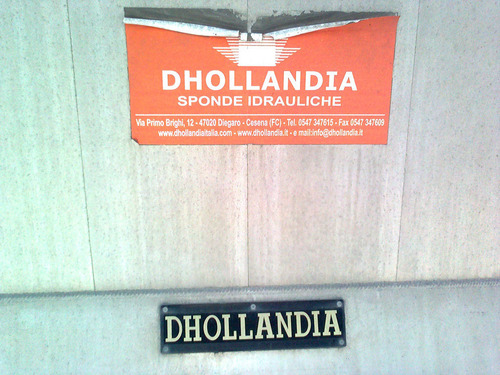 DHOLLANDIA
SPONDE IDRAULICHE
Via Primo Brighi, 12 - 47020 Diegaro - Cesena (FC) - Tel. 0547 347615 - Fax 0547 347609
www.dhollandiaitalia.com - www.dhollandia.it - e mail:info@dhollandia.it
DHOLLANDIA